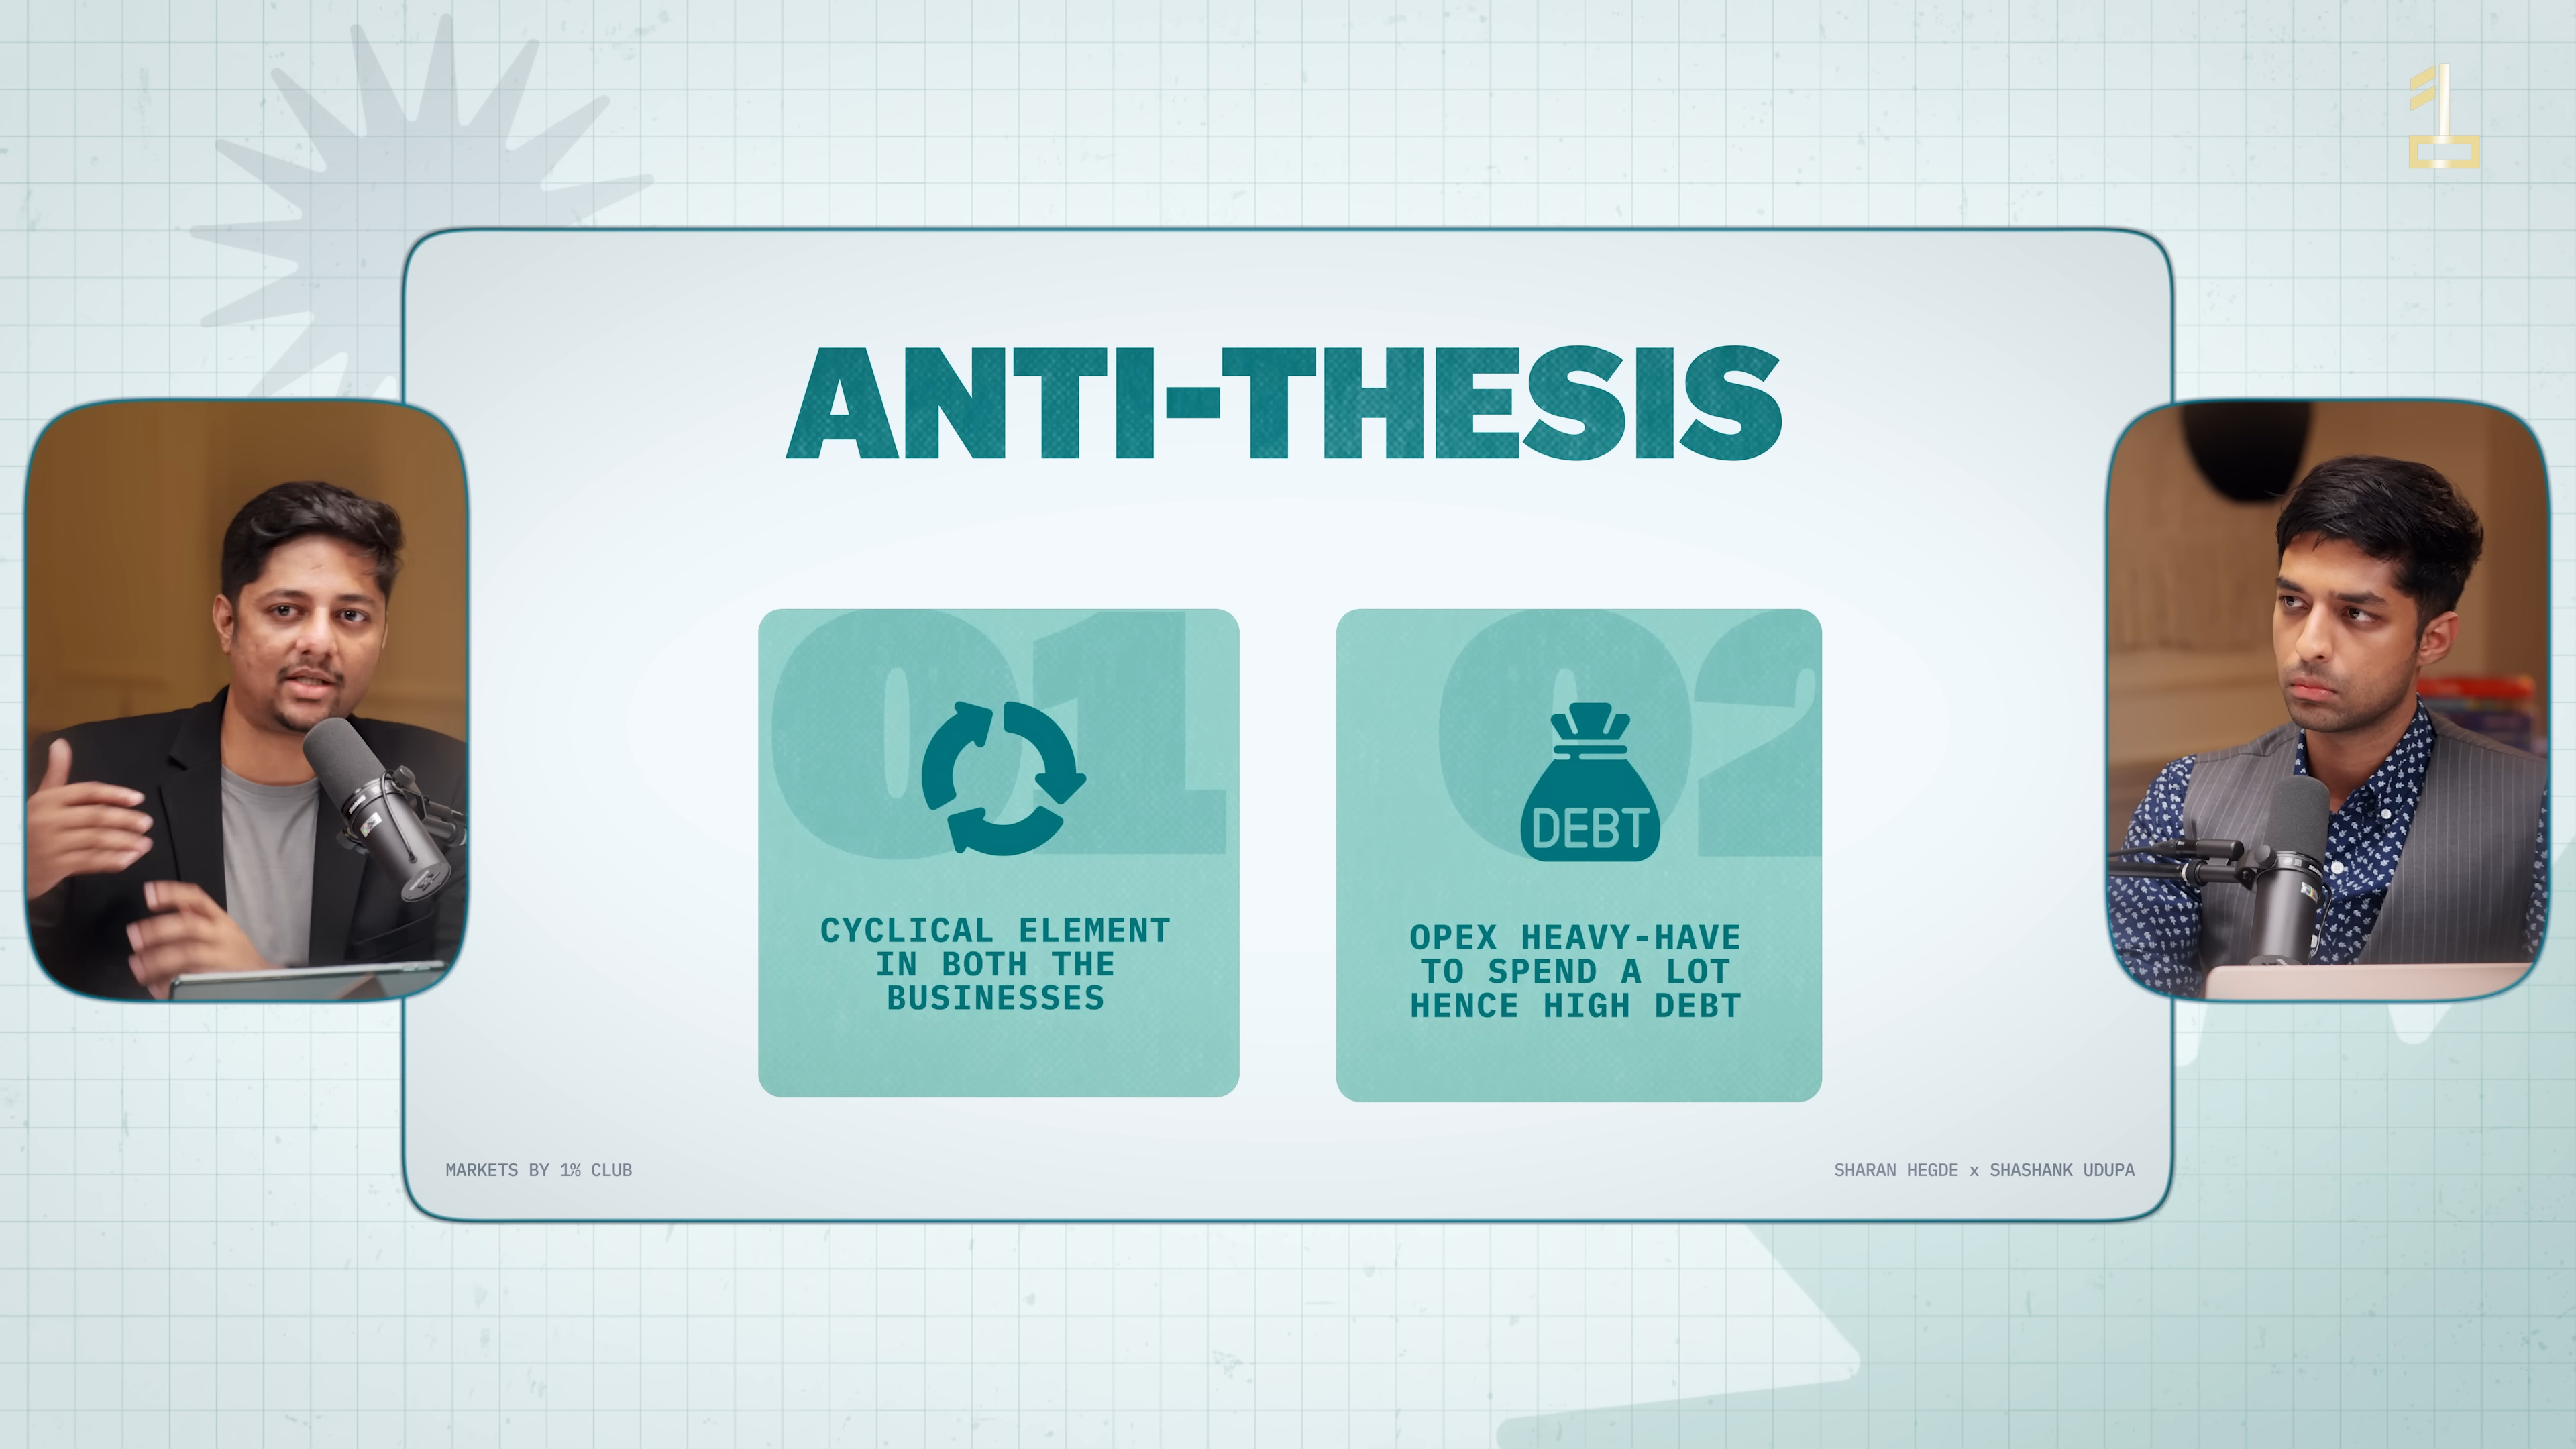 ANTI-THESIS
01
CYCLICAL ELEMENT
IN BOTH THE
BUSINESSES
02
DEBT
OPEX HEAVY-HAVE
TO SPEND A LOT
HENCE HIGH DEBT
MARKETS BY 1% CLUB
SHARAN HEGDE x SHASHANK UDUPA